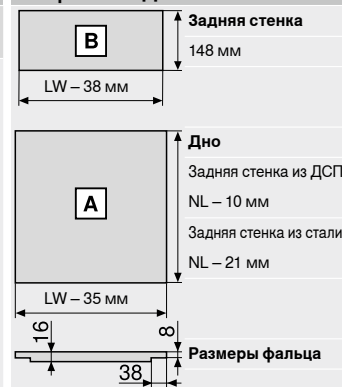 Задняя стенка
B
148 мм
LW – 38 мм
Дно
Задняя стенка из ДСП
A
NL – 10 мм
Задняя стенка из стали
NL – 21 мм
LW – 35 мм
16
8
Размеры фальца
38